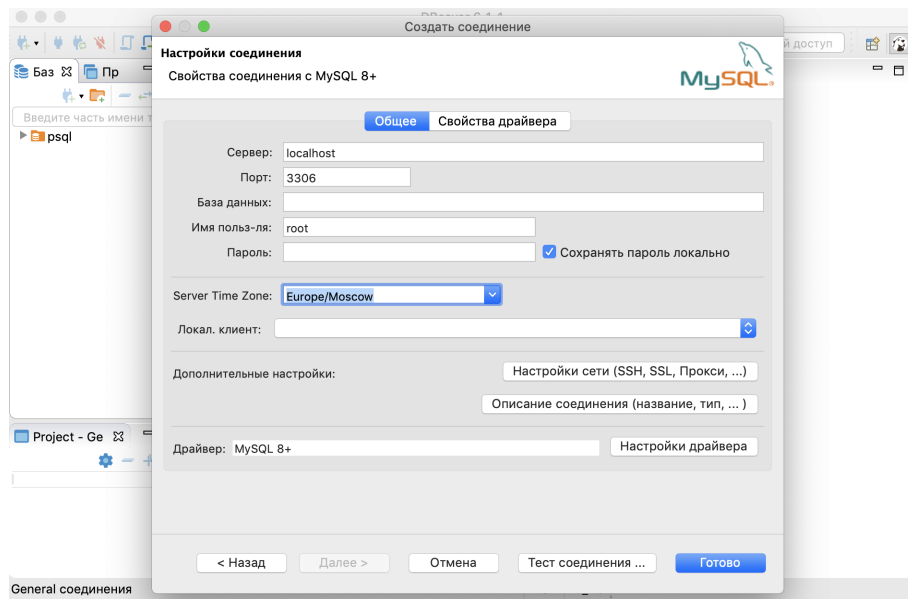 Создать соединение
й доступ
Баз
Пр
Введите часть имени т
psql
Настройки соединения
Свойства соединения с MySQL 8+
MySQL
Общее
Свойства драйвера
Сервер: localhost
Порт: 3306
База данных:
Имя польз-ля: root
Пароль:
Сохранять пароль локально
Server Time Zone: Europe/Moscow
Локал. клиент:
Дополнительные настройки:
Настройки сети (SSH, SSL, Прокси, ...)
Описание соединения (название, тип, ... )
Project - Ge
Драйвер: MySQL 8+
Настройки драйвера
< Назад
Далее >
Отмена
Тест соединения ...
Готово
General соединения